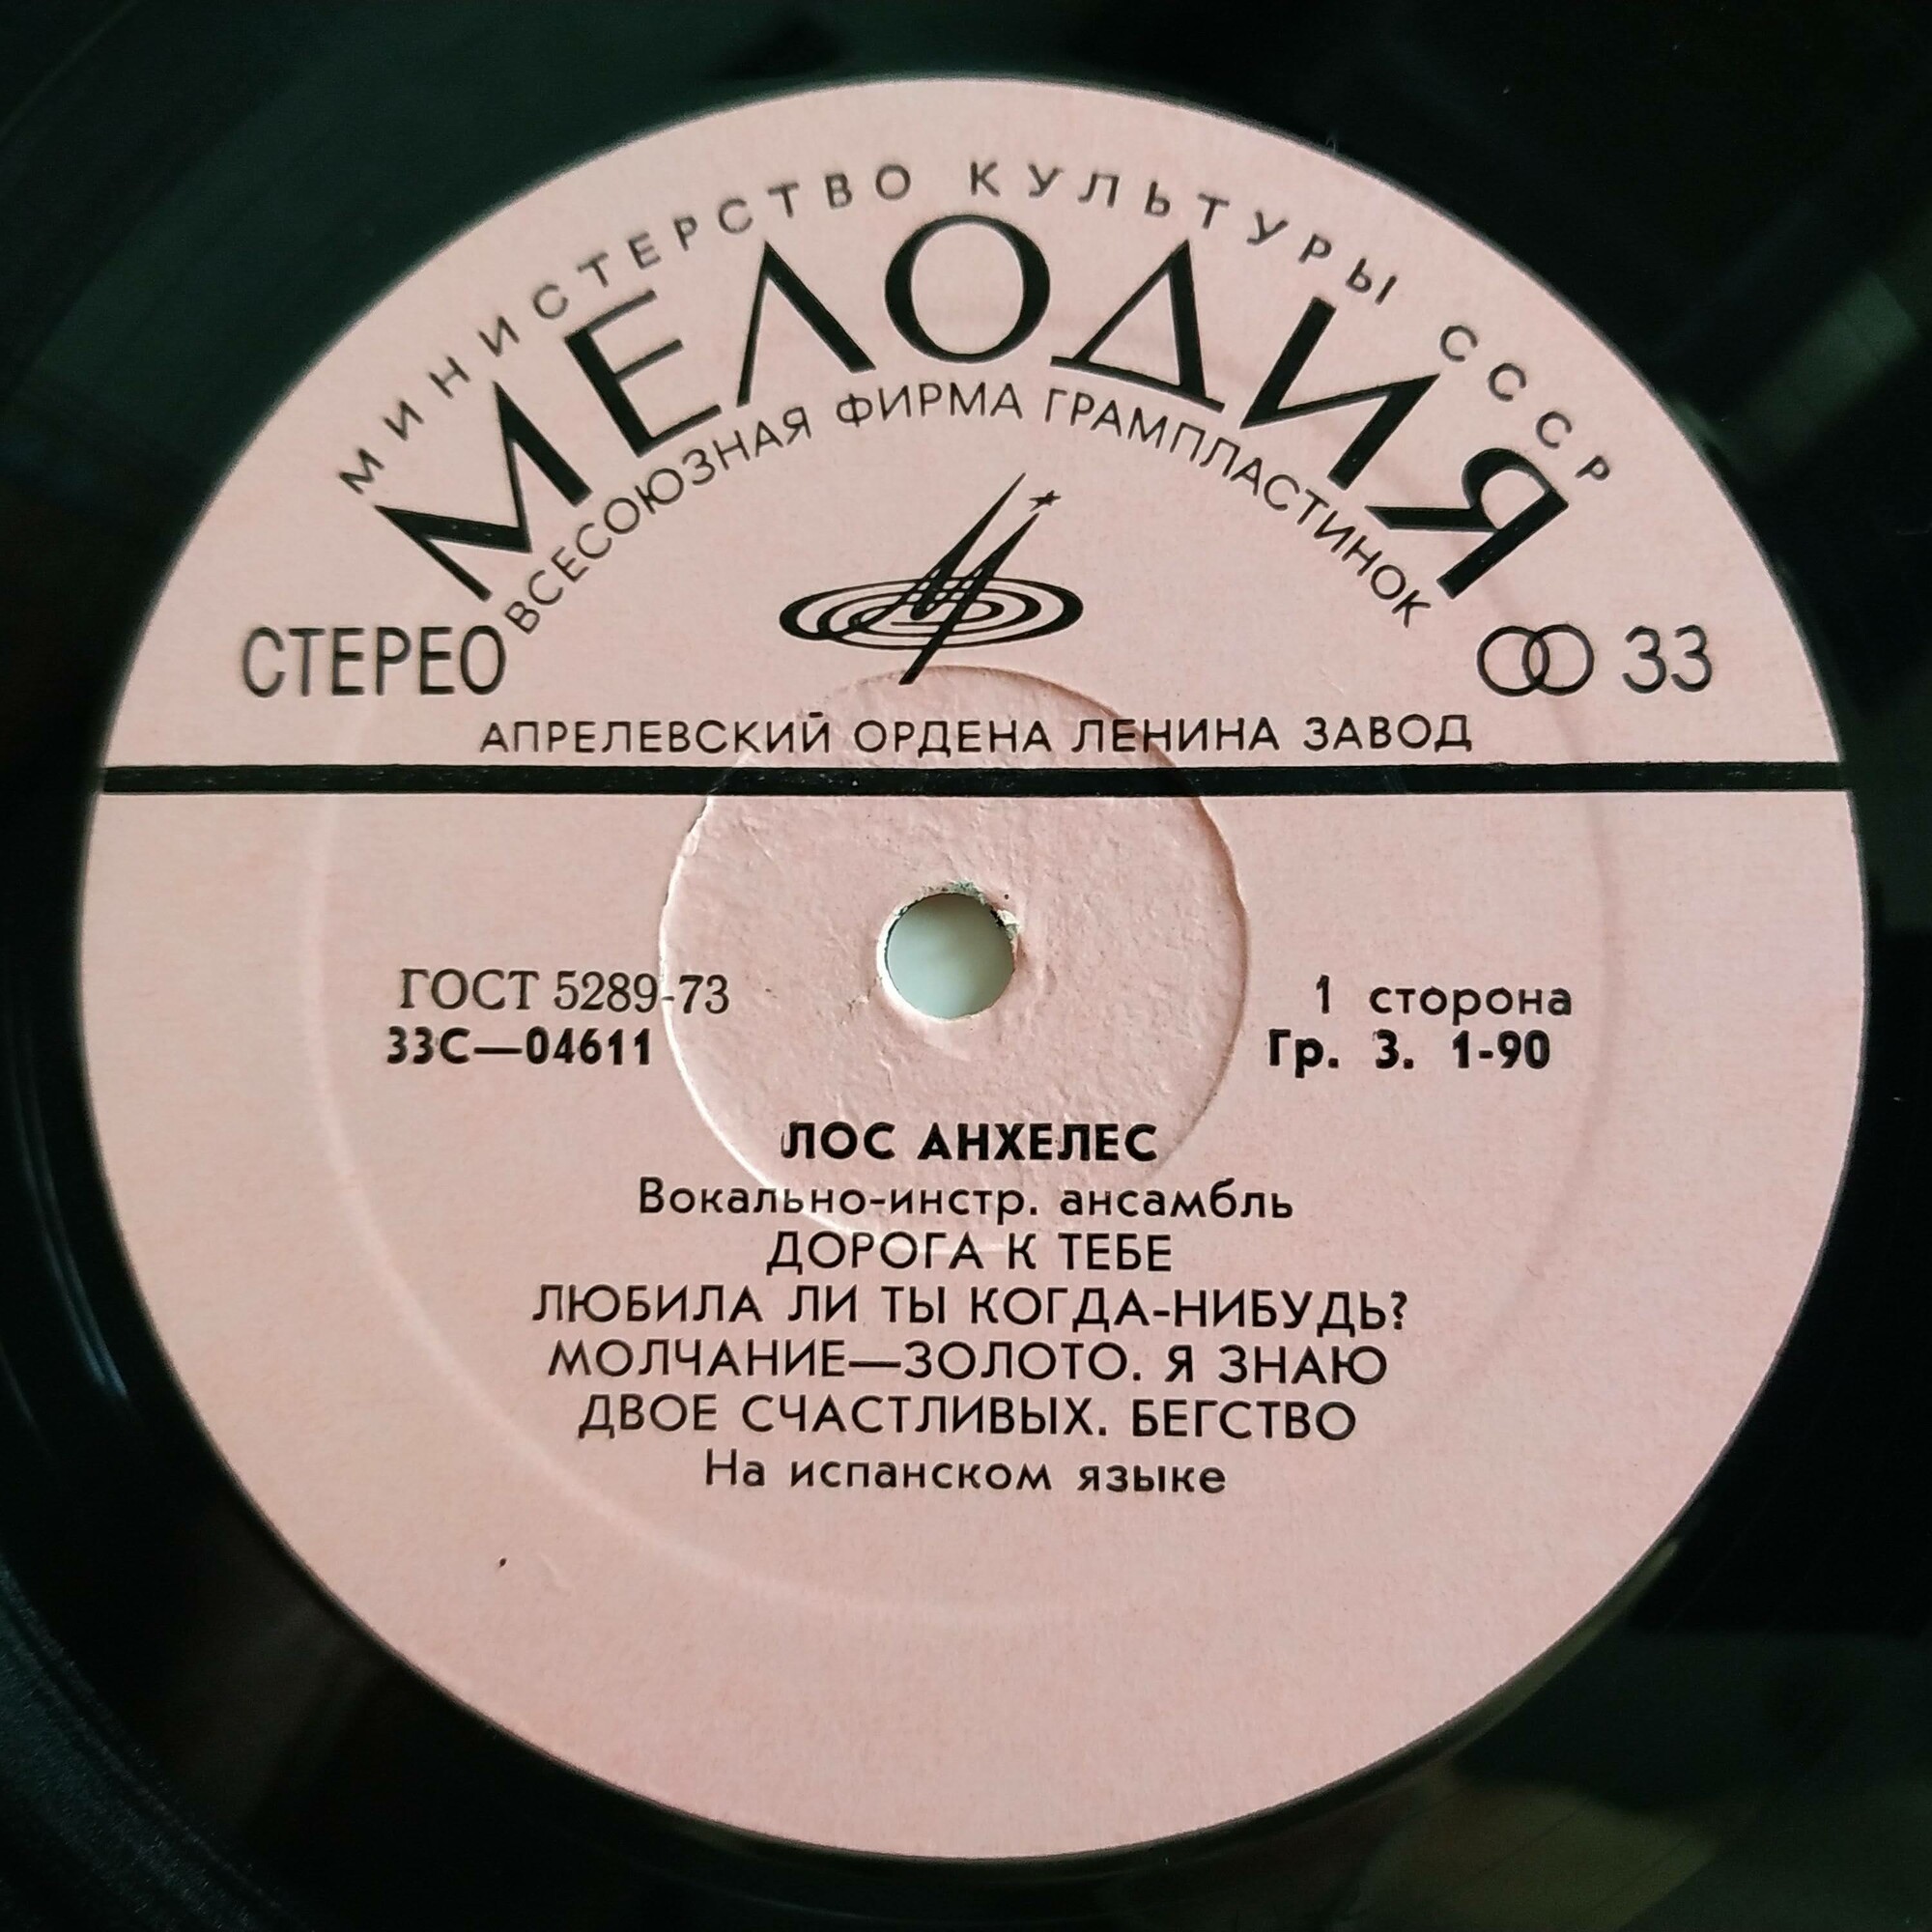 МИНИСТЕРСТВО КУЛЬТУРЫ СССР
МЕЛОДИЯ
ВСЕСОЮЗНАЯ ФИРМА ГРАМПЛАСТИНОК
СТЕРЕО 33
АПРЕЛЕВСКИЙ ОРДЕНА ЛЕНИНА ЗАВОД
ГОСТ 5289-73 1 сторона
33С—04611 Гр. 3. 1-90
ЛОС АНХЕЛЕС
Вокально-инстр. ансамбль
ДОРОГА К ТЕБЕ
ЛЮБИЛА ЛИ ТЫ КОГДА-НИБУДЬ?
МОЛЧАНИЕ—ЗОЛОТО. Я ЗНАЮ
ДВОЕ СЧАСТЛИВЫХ. БЕГСТВО
На испанском языке